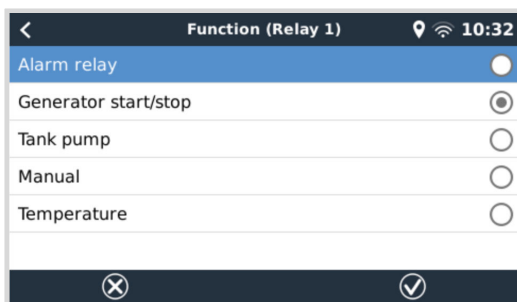 Function (Relay 1) 10:32
Alarm relay
Generator start/stop
Tank pump
Manual
Temperature